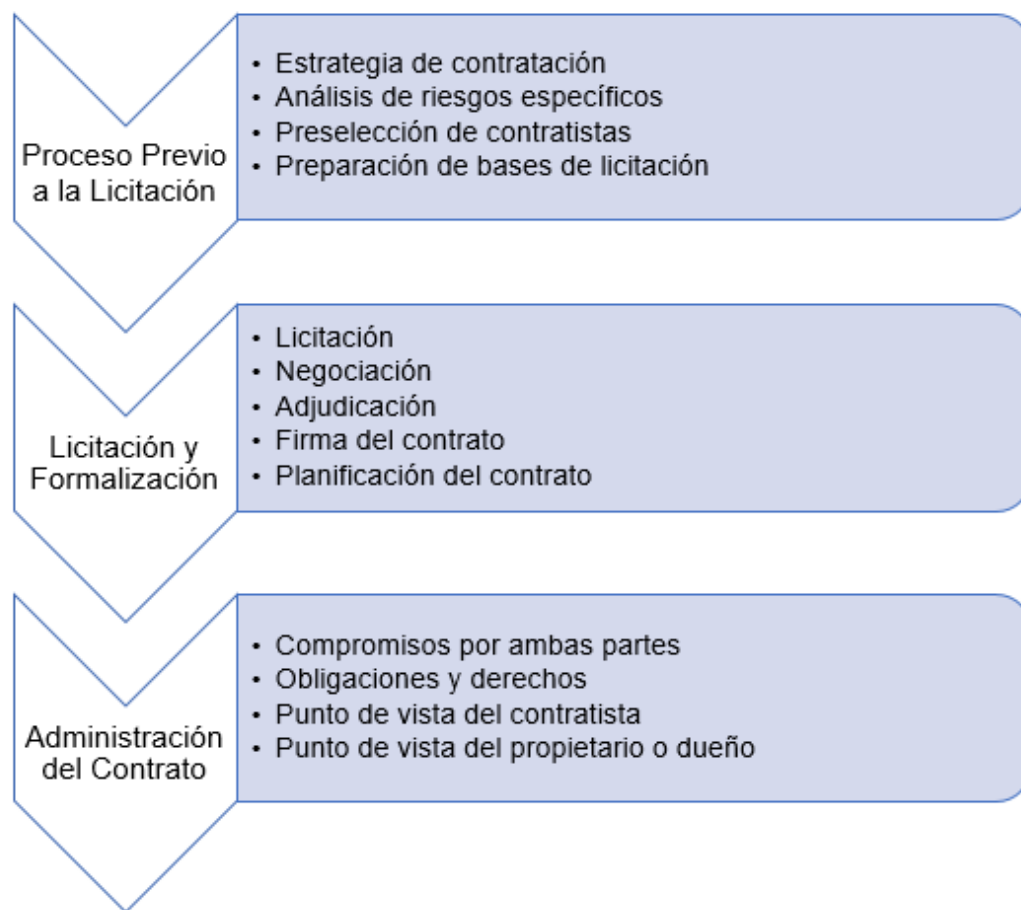 Proceso Previo
a la Licitación
• Estrategia de contratación
• Análisis de riesgos específicos
• Preselección de contratistas
• Preparación de bases de licitación
Licitación y
Formalización
• Licitación
• Negociación
• Adjudicación
• Firma del contrato
• Planificación del contrato
Administración
del Contrato
• Compromisos por ambas partes
• Obligaciones y derechos
• Punto de vista del contratista
• Punto de vista del propietario o dueño